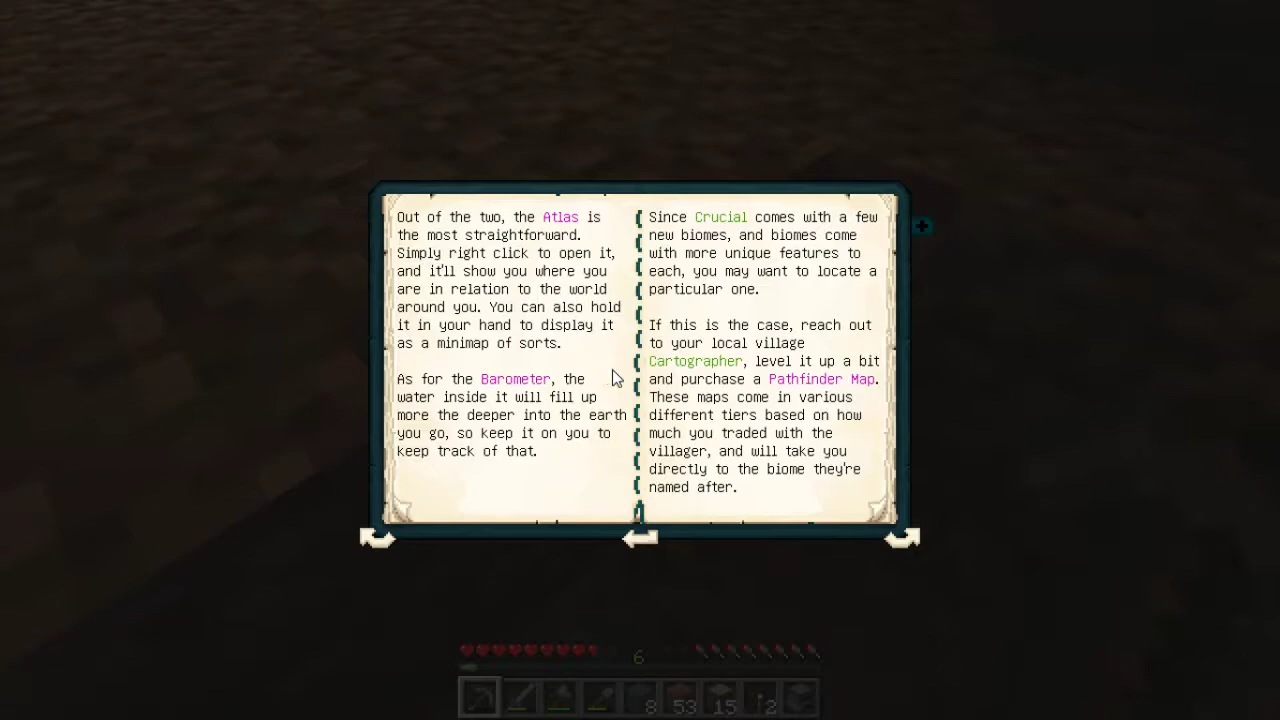 Out of the two, the Atlas is
the most straightforward.
Simply right click to open it,
and it'll show you where you
are in relation to the world
around you. You can also hold
it in your hand to display it
as a minimap of sorts.
As for the Barometer, the
water inside it will fill up
more the deeper into the earth
you go, so keep it on you to
keep track of that.
Since Crucial comes with a few
new biomes, and biomes come
with more unique features to
each, you may want to locate a
particular one.
If this is the case, reach out
to your local village
Cartographer, level it up a bit
and purchase a Pathfinder Map.
These maps come in various
different tiers based on how
much you traded with the
villager, and will take you
directly to the biome they're
named after.
6
8 53 15 2